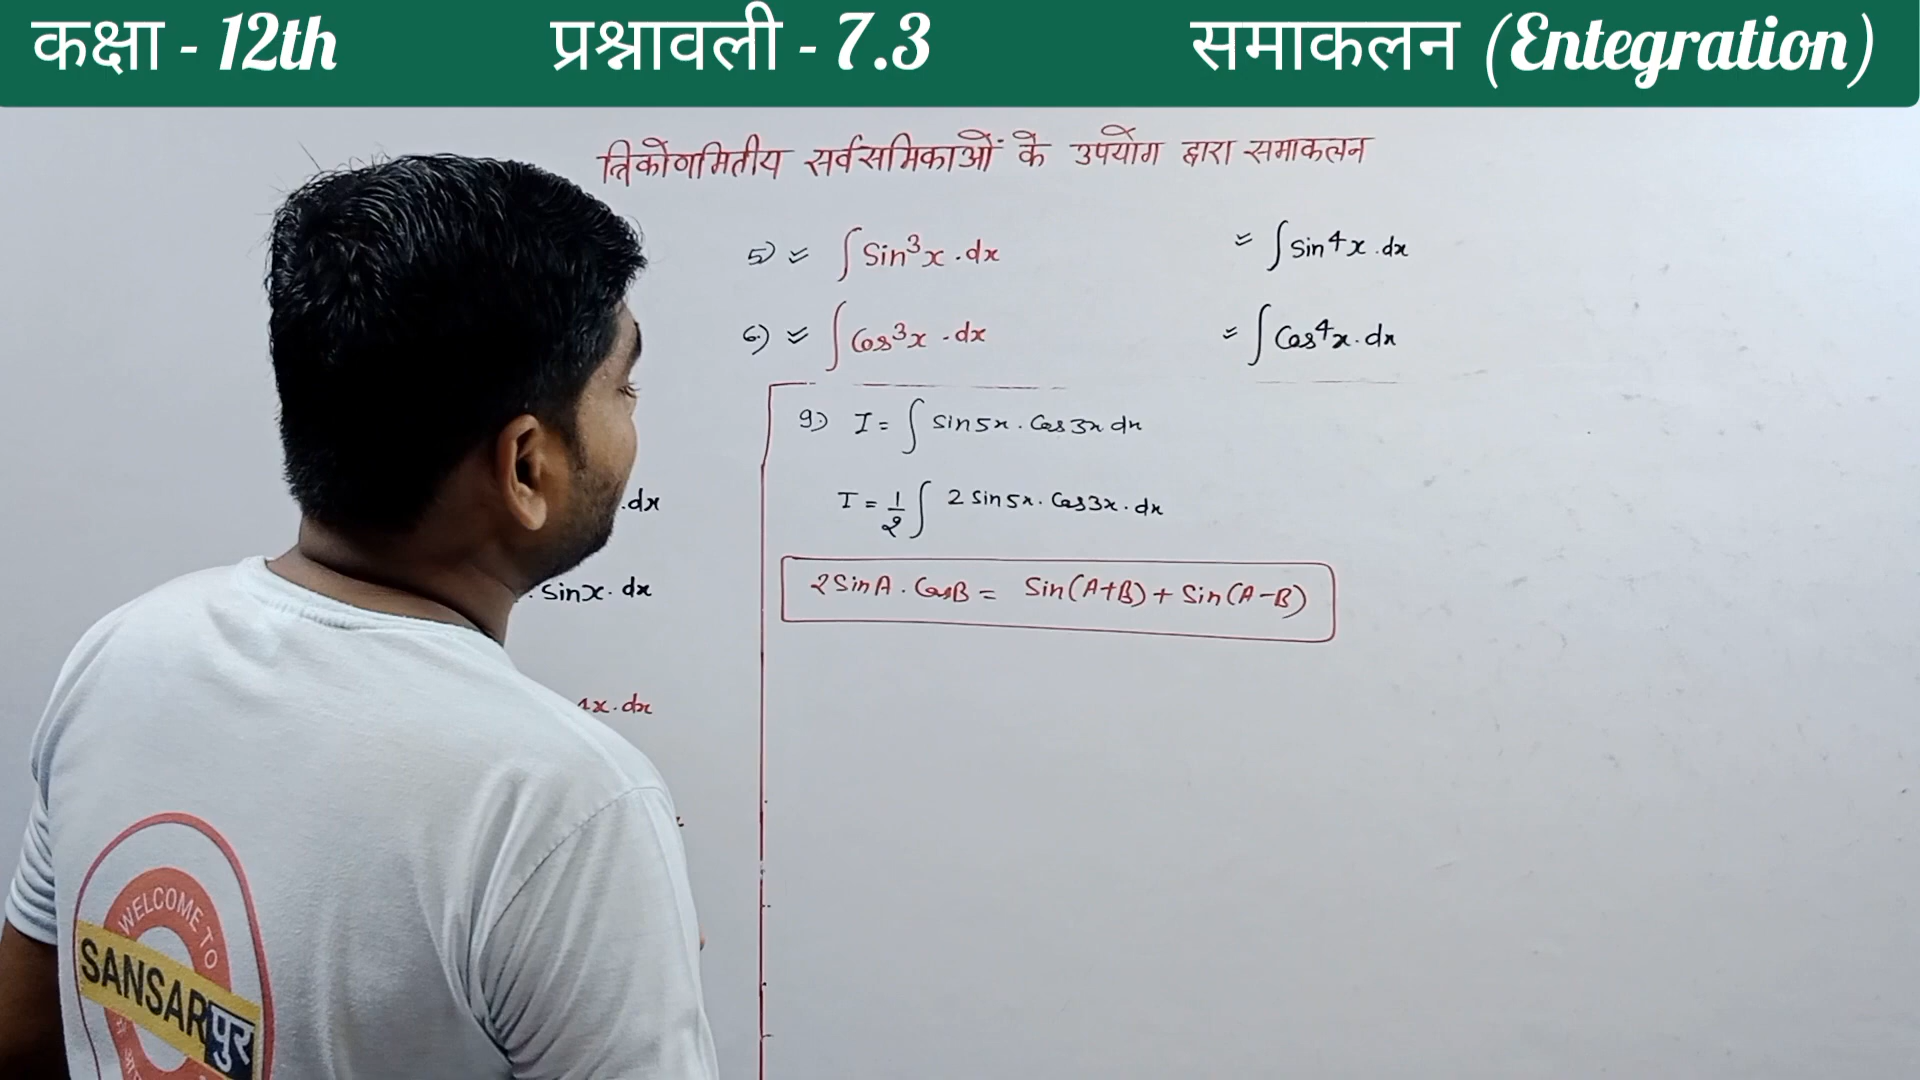 कक्षा - 12th प्रश्नावली - 7.3 समाकलन (Entegration)
त्रिकोणमितीय सर्वसमिकाओं के उपयोग द्वारा समाकलन
5) = ∫ Sin³x . dx = ∫ sin⁴x . dx
6) = ∫ Cos³x . dx = ∫ Cos⁴x . dx
9) I = ∫ sin5x . Cos3x dx
.dx
I = 1/2 ∫ 2 Sin5x . Cos3x . dx
. sinx . dx
2SinA . CosB = Sin(A+B) + Sin(A-B)
x . dx
WELCOME TO
SANSARपुर